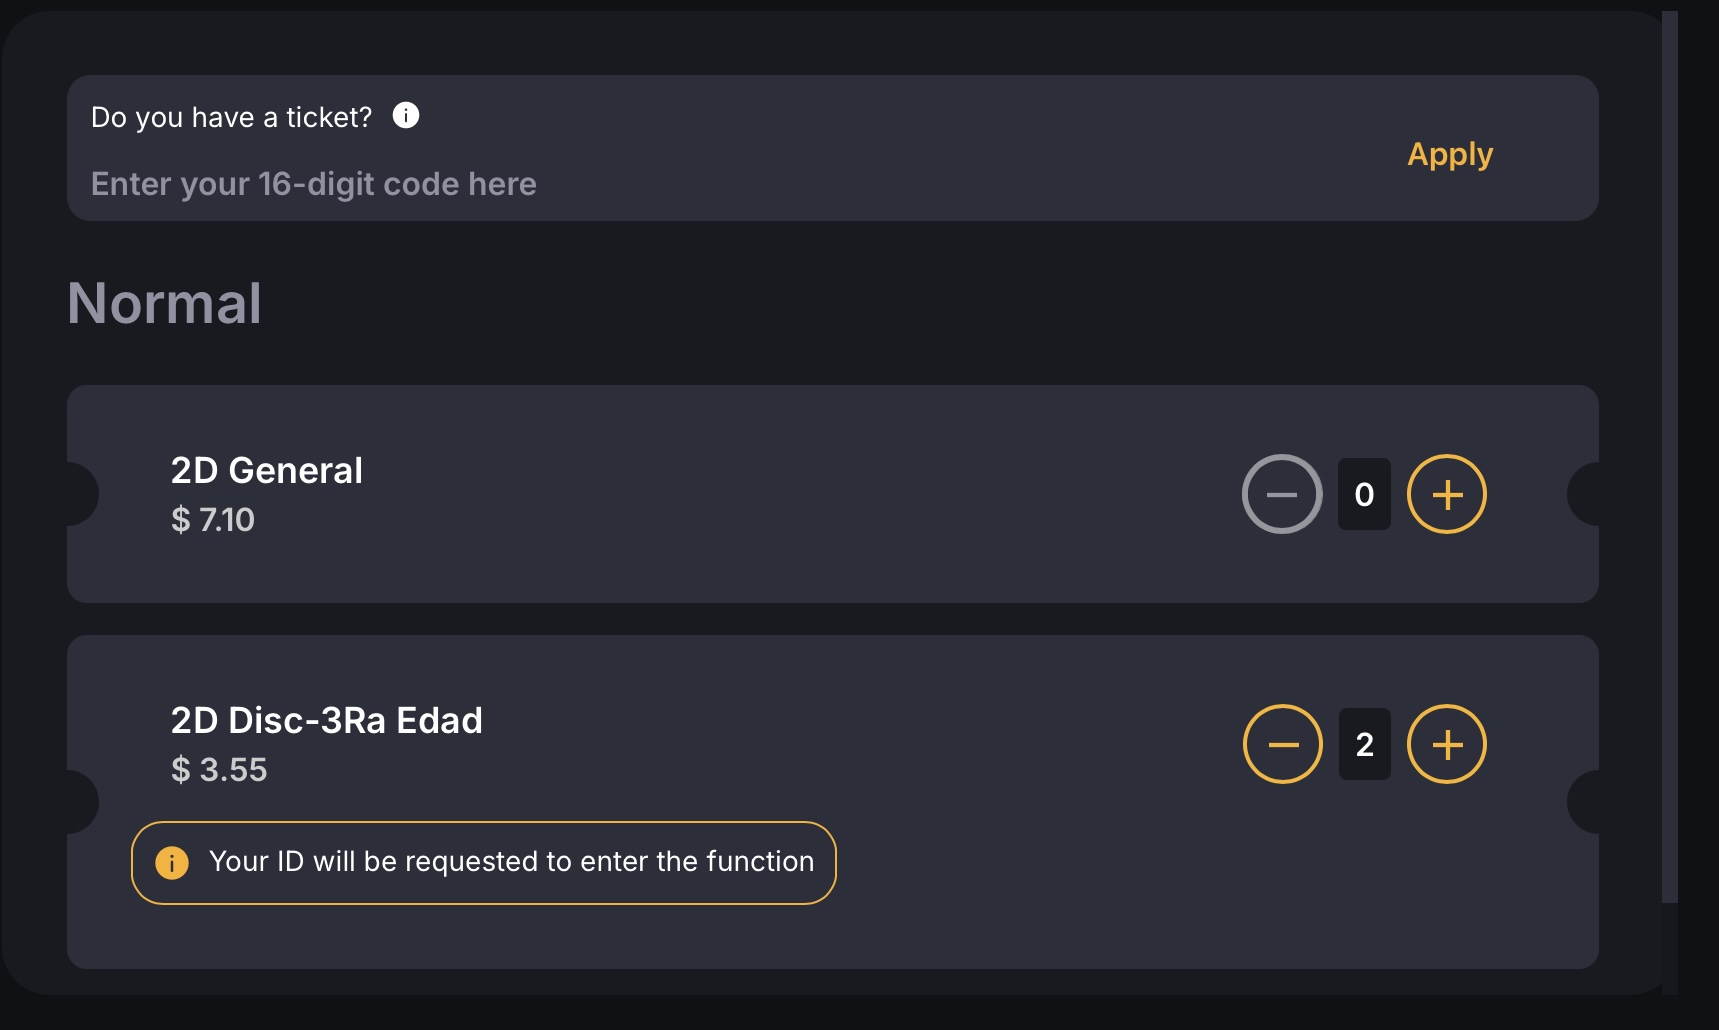 Do you have a ticket?
Enter your 16-digit code here
Apply
Normal
2D General
$ 7.10
0
2D Disc-3Ra Edad
$ 3.55
2
Your ID will be requested to enter the function